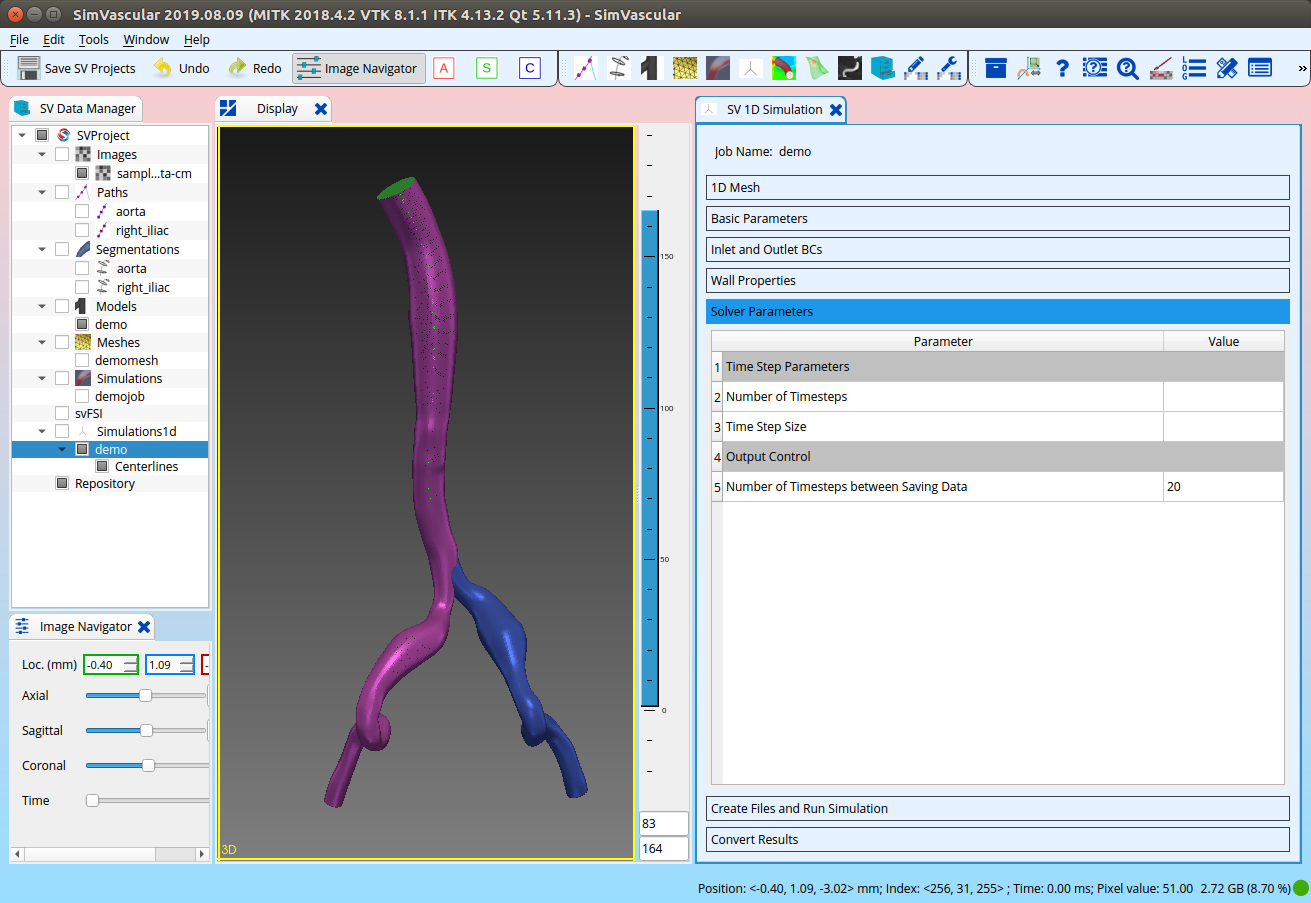 SimVascular 2019.08.09 (MITK 2018.4.2 VTK 8.1.1 ITK 4.13.2 Qt 5.11.3) - SimVascular
File Edit Tools Window Help
Save SV Projects Undo Redo Image Navigator A S C ? »
SV Data Manager
SVProject
Images
sampl...ta-cm
Paths
aorta
right_iliac
Segmentations
aorta
right_iliac
Models
demo
Meshes
demomesh
Simulations
demojob
svFSI
Simulations1d
demo
Centerlines
Repository
Image Navigator
Loc. (mm) -0.40 1.09 -
Axial
Sagittal
Coronal
Time
Display
3D
150
100
50
0
83
164
SV 1D Simulation
Job Name: demo
1D Mesh
Basic Parameters
Inlet and Outlet BCs
Wall Properties
Solver Parameters
Parameter Value
1 Time Step Parameters
2 Number of Timesteps
3 Time Step Size
4 Output Control
5 Number of Timesteps between Saving Data 20
Create Files and Run Simulation
Convert Results
Position: <-0.40, 1.09, -3.02> mm; Index: <256, 31, 255> ; Time: 0.00 ms; Pixel value: 51.00 2.72 GB (8.70 %)